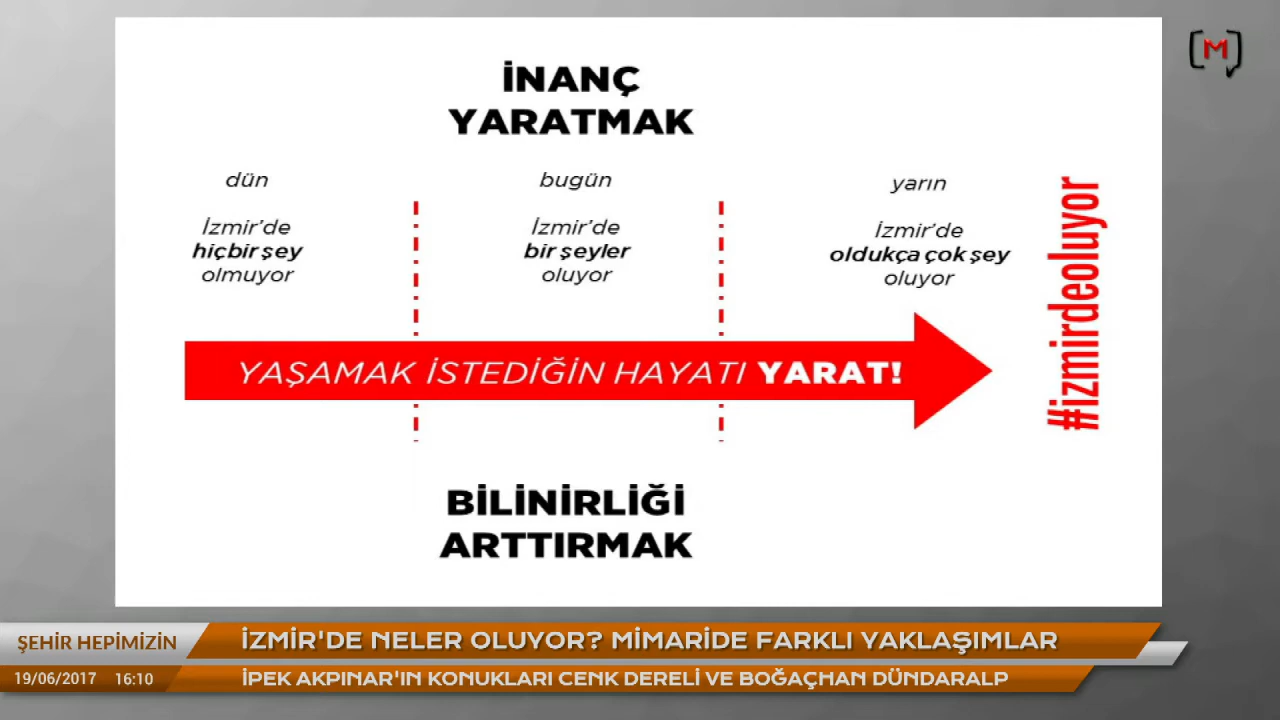 [M]
İNANÇ
YARATMAK
dün
İzmir'de
hiçbir şey
olmuyor
bugün
İzmir'de
bir şeyler
oluyor
yarın
İzmir'de
oldukça çok şey
oluyor
#izmirdeoluyor
YAŞAMAK İSTEDİĞİN HAYATI YARAT!
BİLİNİRLİĞİ
ARTTIRMAK
ŞEHİR HEPİMİZİN
İZMİR'DE NELER OLUYOR? MİMARİDE FARKLI YAKLAŞIMLAR
19/06/2017 16:10
İPEK AKPINAR'IN KONUKLARI CENK DERELİ VE BOĞAÇHAN DÜNDARALP